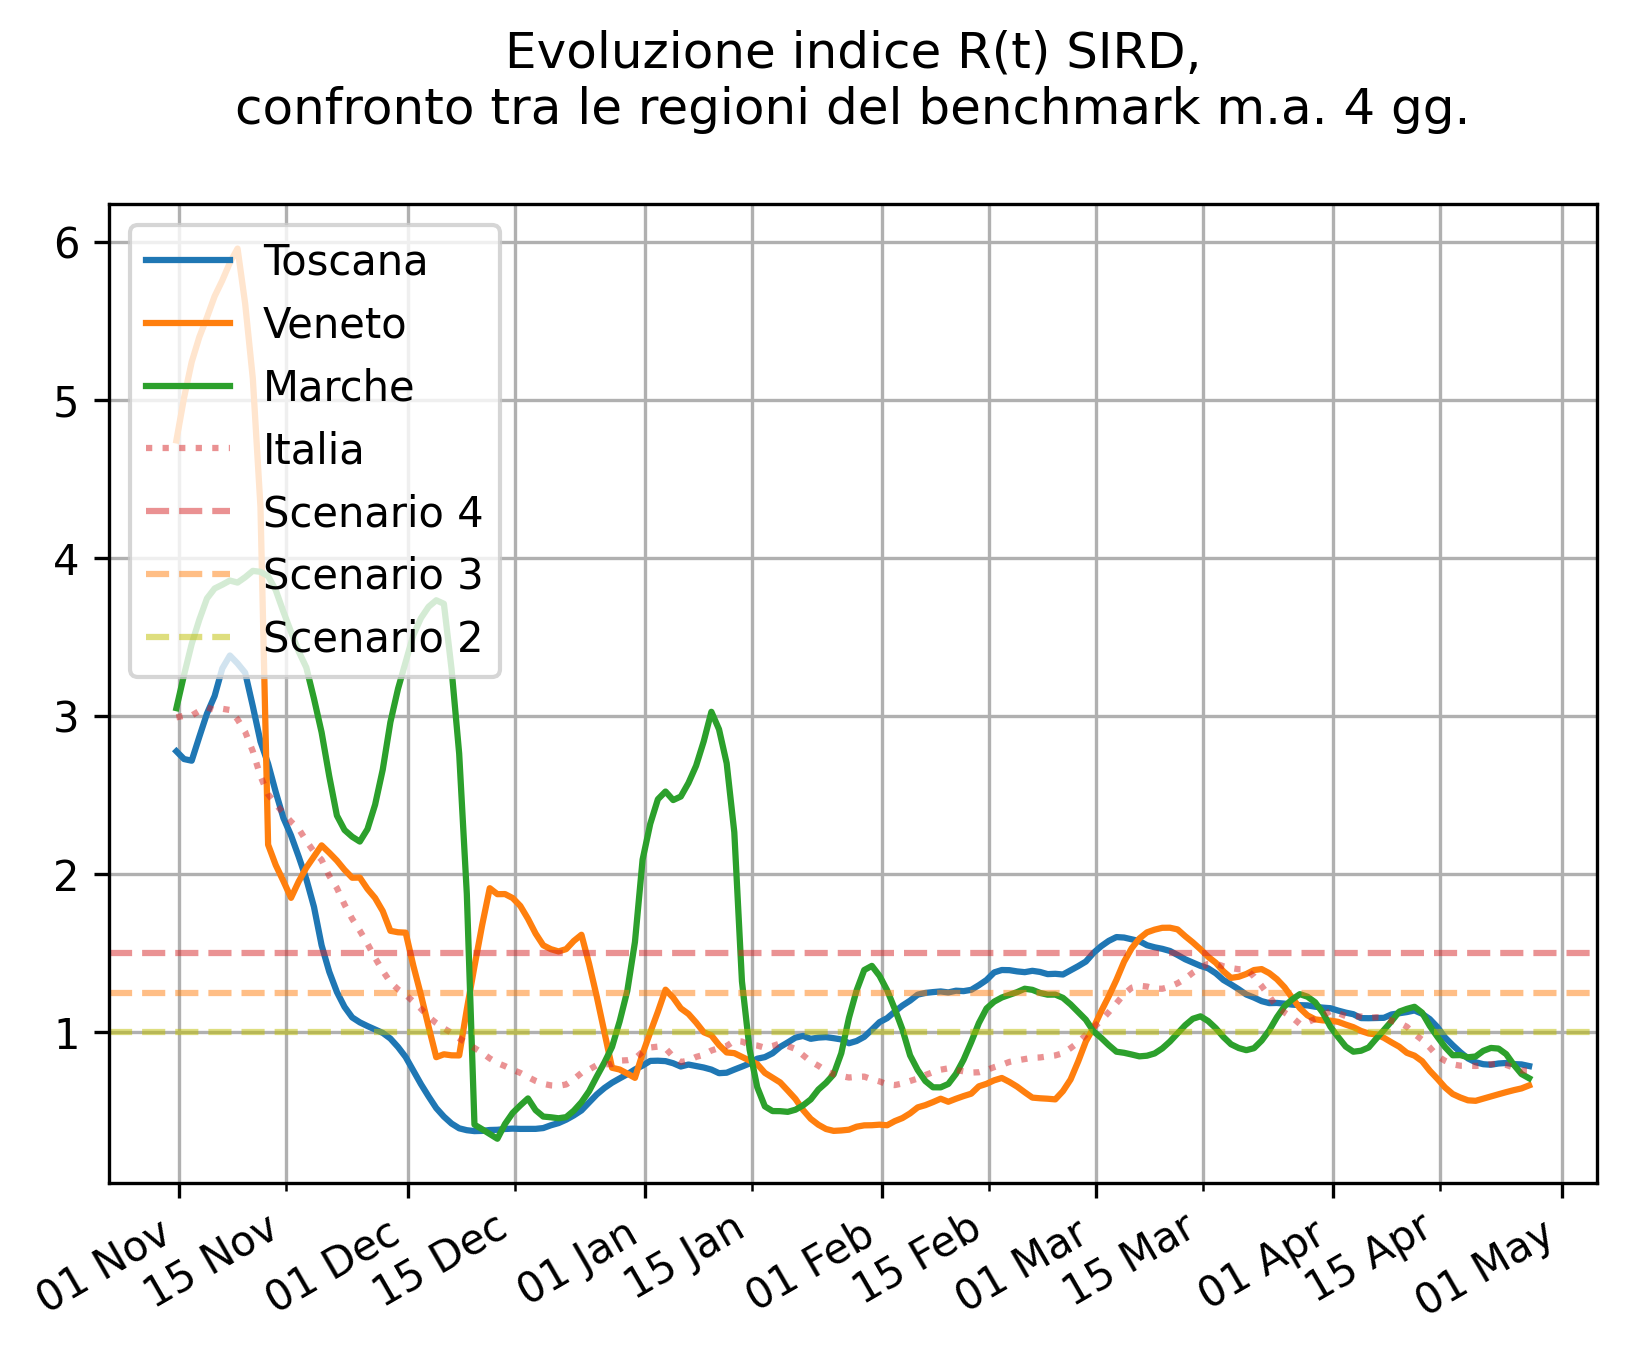 Evoluzione indice R(t) SIRD,
confronto tra le regioni del benchmark m.a. 4 gg.
6
5
4
3
2
1
Toscana
Veneto
Marche
Italia
Scenario 4
Scenario 3
Scenario 2
01 Nov
15 Nov
01 Dec
15 Dec
01 Jan
15 Jan
01 Feb
15 Feb
01 Mar
15 Mar
01 Apr
15 Apr
01 May